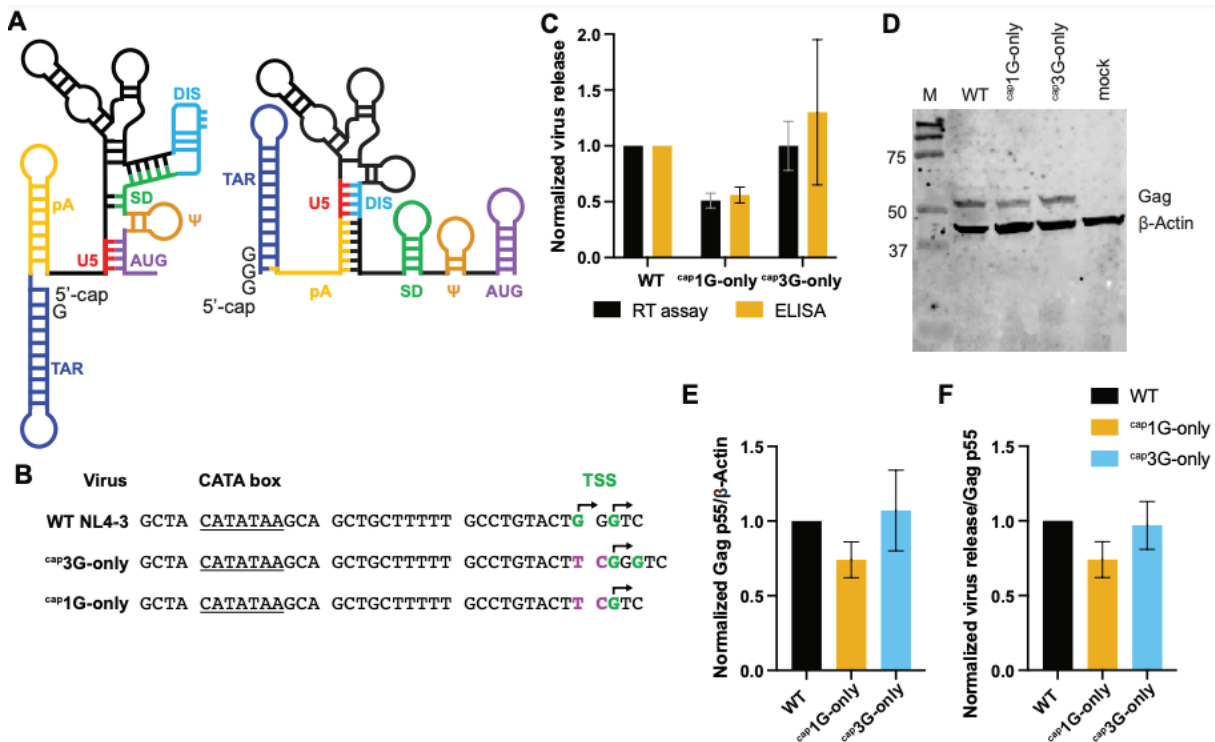 A
DIS
pA
SD
Ψ
U5
AUG
5'-cap
G
TAR
TAR
U5
DIS
G
G
G
5'-cap
pA
SD
Ψ
AUG
B
Virus CATA box TSS
WT NL4-3 GCTA CATATAAGCA GCTGCTTTTT GCCTGTACTG GGTC
cap3G-only GCTA CATATAAGCA GCTGCTTTTT GCCTGTACTT CGGGTC
cap1G-only GCTA CATATAAGCA GCTGCTTTTT GCCTGTACTT CGTC
C
Normalized virus release
2.0
1.5
1.0
0.5
0.0
WT cap1G-only cap3G-only
RT assay ELISA
D
M WT cap1G-only cap3G-only mock
75
50
37
Gag
β-Actin
E
Normalized Gag p55/β-Actin
1.5
1.0
0.5
0.0
WT cap1G-only cap3G-only
F
WT
cap1G-only
cap3G-only
Normalized virus release/Gag p55
1.5
1.0
0.5
0.0
WT cap1G-only cap3G-only